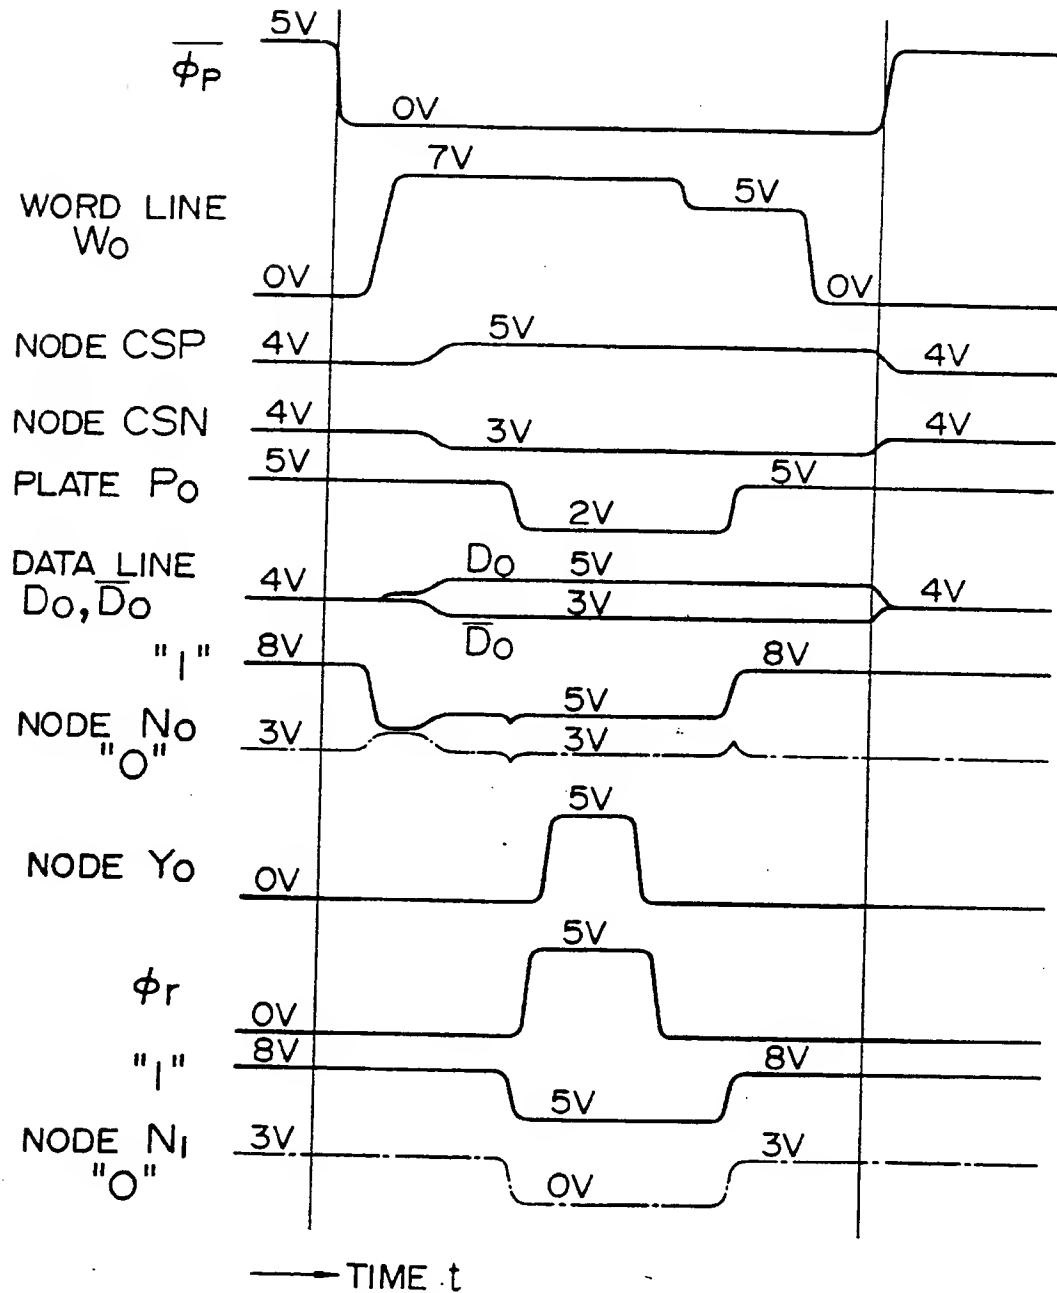 5V
φP
0V
7V
WORD LINE
W0
5V
0V
0V
NODE CSP
4V
5V
4V
NODE CSN
4V
3V
4V
PLATE P0
5V
2V
5V
DATA LINE
D0, D̅0
4V
D0
5V
3V
D̅0
4V
"1"
8V
5V
8V
NODE N0
"0"
3V
3V
NODE Y0
0V
5V
φr
0V
5V
"1"
8V
5V
8V
NODE N1
"0"
3V
0V
3V
TIME t